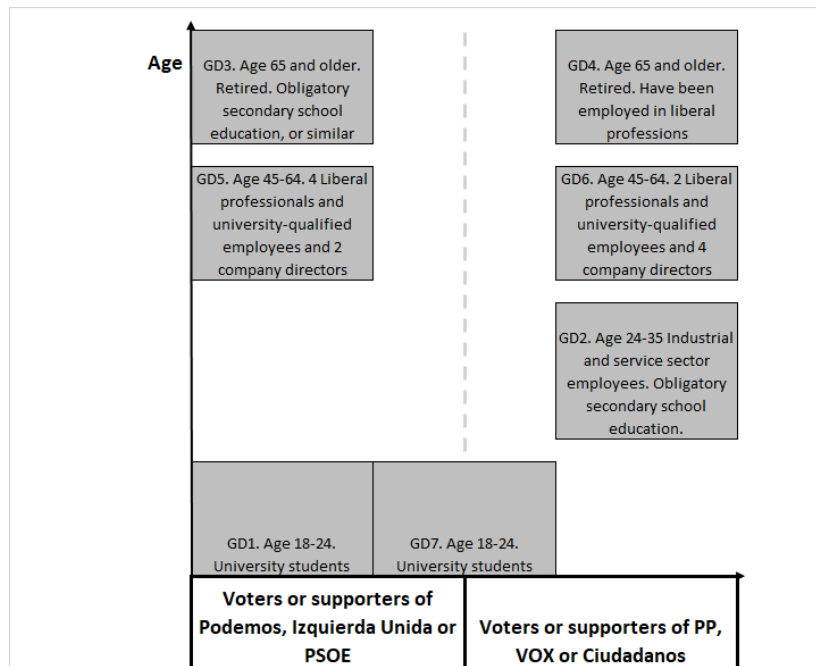 Age
GD3. Age 65 and older.
Retired. Obligatory
secondary school
education, or similar
GD4. Age 65 and older.
Retired. Have been
employed in liberal
professions
GD5. Age 45-64. 4 Liberal
professionals and
university-qualified
employees and 2
company directors
GD6. Age 45-64. 2 Liberal
professionals and
university-qualified
employees and 4
company directors
GD2. Age 24-35 Industrial
and service sector
employees. Obligatory
secondary school
education.
GD1. Age 18-24.
University students
GD7. Age 18-24.
University students
Voters or supporters of
Podemos, Izquierda Unida or
PSOE
Voters or supporters of PP,
VOX or Ciudadanos